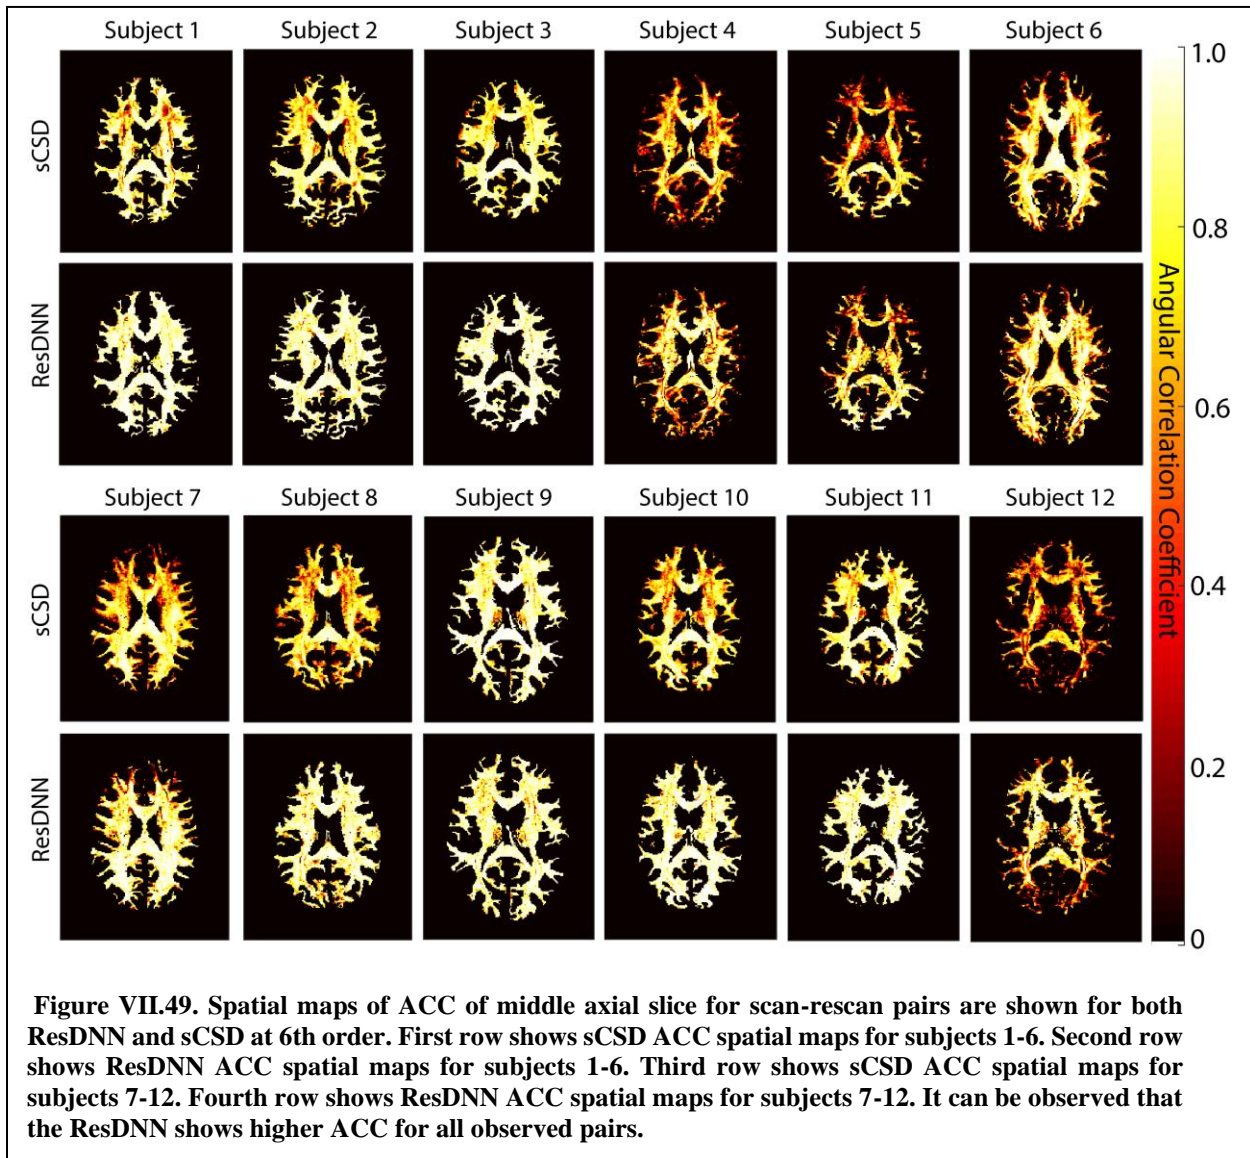 Subject 1 Subject 2 Subject 3 Subject 4 Subject 5 Subject 6
sCSD
ResDNN
Subject 7 Subject 8 Subject 9 Subject 10 Subject 11 Subject 12
sCSD
ResDNN
1.0
0.8
0.6
0.4
0.2
0
Angular Correlation Coefficient
Figure VII.49. Spatial maps of ACC of middle axial slice for scan-rescan pairs are shown for both
ResDNN and sCSD at 6th order. First row shows sCSD ACC spatial maps for subjects 1-6. Second row
shows ResDNN ACC spatial maps for subjects 1-6. Third row shows sCSD ACC spatial maps for
subjects 7-12. Fourth row shows ResDNN ACC spatial maps for subjects 7-12. It can be observed that
the ResDNN shows higher ACC for all observed pairs.